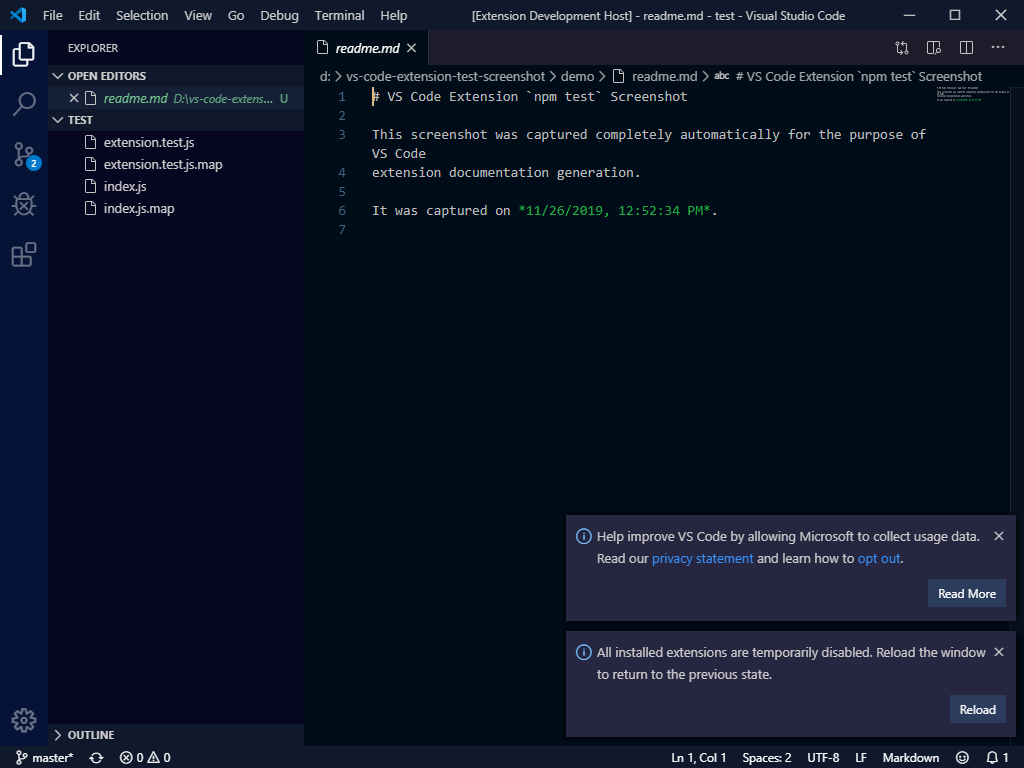 File Edit Selection View Go Debug Terminal Help [Extension Development Host] - readme.md - test - Visual Studio Code
EXPLORER
OPEN EDITORS
readme.md D:\vs-code-extens... U
TEST
extension.test.js
extension.test.js.map
index.js
index.js.map
OUTLINE
2
readme.md
d: > vs-code-extension-test-screenshot > demo > readme.md > abc # VS Code Extension `npm test` Screenshot
1 # VS Code Extension `npm test` Screenshot
2
3 This screenshot was captured completely automatically for the purpose of
VS Code
4 extension documentation generation.
5
6 It was captured on *11/26/2019, 12:52:34 PM*.
7
Help improve VS Code by allowing Microsoft to collect usage data.
Read our privacy statement and learn how to opt out.
Read More
All installed extensions are temporarily disabled. Reload the window
to return to the previous state.
Reload
master* 0 0 Ln 1, Col 1 Spaces: 2 UTF-8 LF Markdown 1